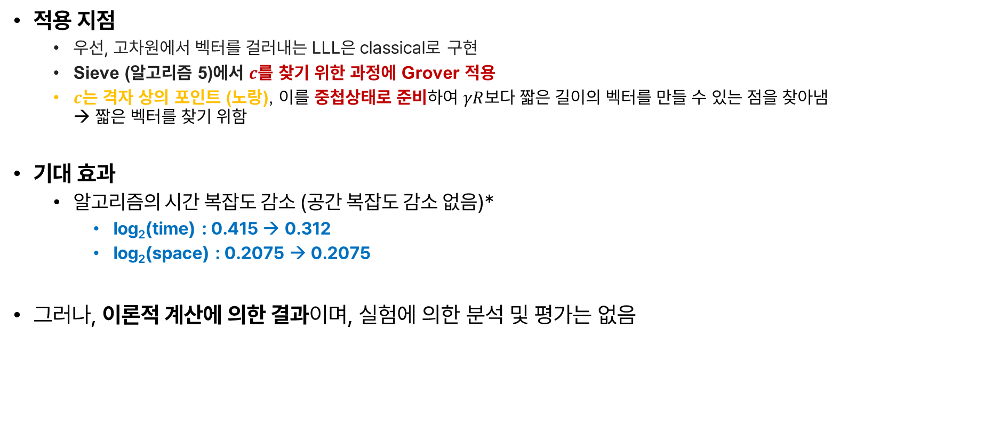 • 적용 지점
• 우선, 고차원에서 벡터를 걸러내는 LLL은 classical로 구현
• Sieve (알고리즘 5)에서 c를 찾기 위한 과정에 Grover 적용
• c는 격자 상의 포인트 (노랑), 이를 중첩상태로 준비하여 γR보다 짧은 길이의 벡터를 만들 수 있는 점을 찾아냄
→ 짧은 벡터를 찾기 위함
• 기대 효과
• 알고리즘의 시간 복잡도 감소 (공간 복잡도 감소 없음)*
• log₂(time) : 0.415 → 0.312
• log₂(space) : 0.2075 → 0.2075
• 그러나, 이론적 계산에 의한 결과이며, 실험에 의한 분석 및 평가는 없음